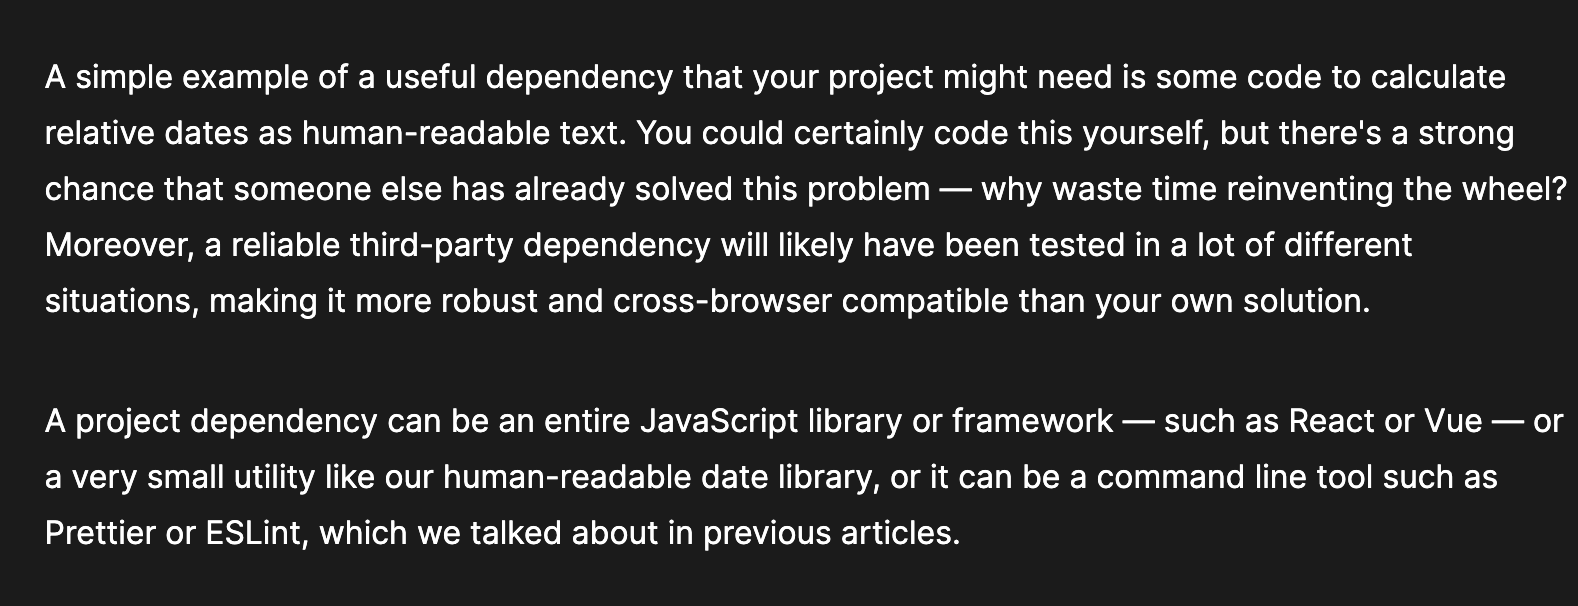 A simple example of a useful dependency that your project might need is some code to calculate
relative dates as human-readable text. You could certainly code this yourself, but there's a strong
chance that someone else has already solved this problem — why waste time reinventing the wheel?
Moreover, a reliable third-party dependency will likely have been tested in a lot of different
situations, making it more robust and cross-browser compatible than your own solution.
A project dependency can be an entire JavaScript library or framework — such as React or Vue — or
a very small utility like our human-readable date library, or it can be a command line tool such as
Prettier or ESLint, which we talked about in previous articles.